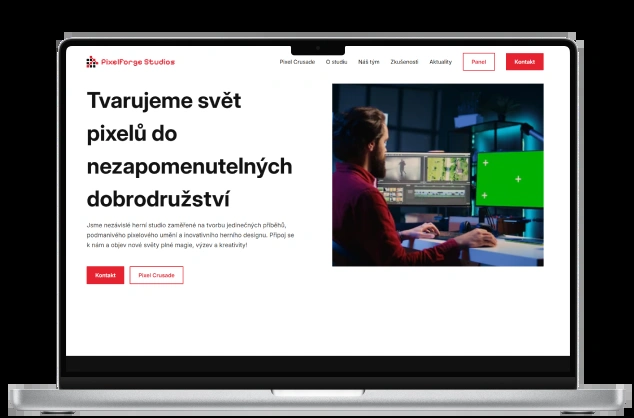 PixelForge Studios
Pixel Crusade O studiu Náš tým Zkušenosti Aktuality Panel Kontakt
Tvarujeme svět
pixelů do
nezapomenutelných
dobrodružství
Jsme nezávislé herní studio zaměřené na tvorbu jedinečných příběhů,
podmanivého pixelového umění a inovativního herního designu. Připoj se
k nám a objev nové světy plné magie, výzev a kreativity!
Kontakt Pixel Crusade